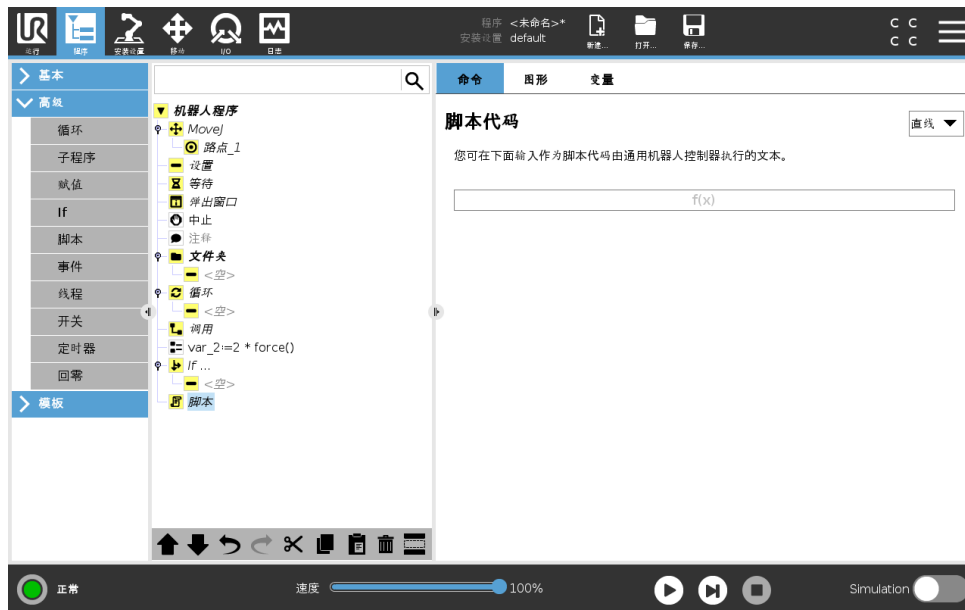 UR
运行
程序
安装设置
移动
I/O
日志
程序 <未命名>*
安装设置 default
新建...
打开...
保存...
C C
C C
基本
高级
循环
子程序
赋值
If
脚本
事件
线程
开关
定时器
回零
模板
机器人程序
MoveJ
路点_1
设置
等待
弹出窗口
中止
注释
文件夹
<空>
循环
<空>
调用
var_2:=2 * force()
If ...
<空>
脚本
命令 图形 变量
脚本代码
直线
您可在下面输入作为脚本代码由通用机器人控制器执行的文本。
f(x)
正常
速度
100%
Simulation